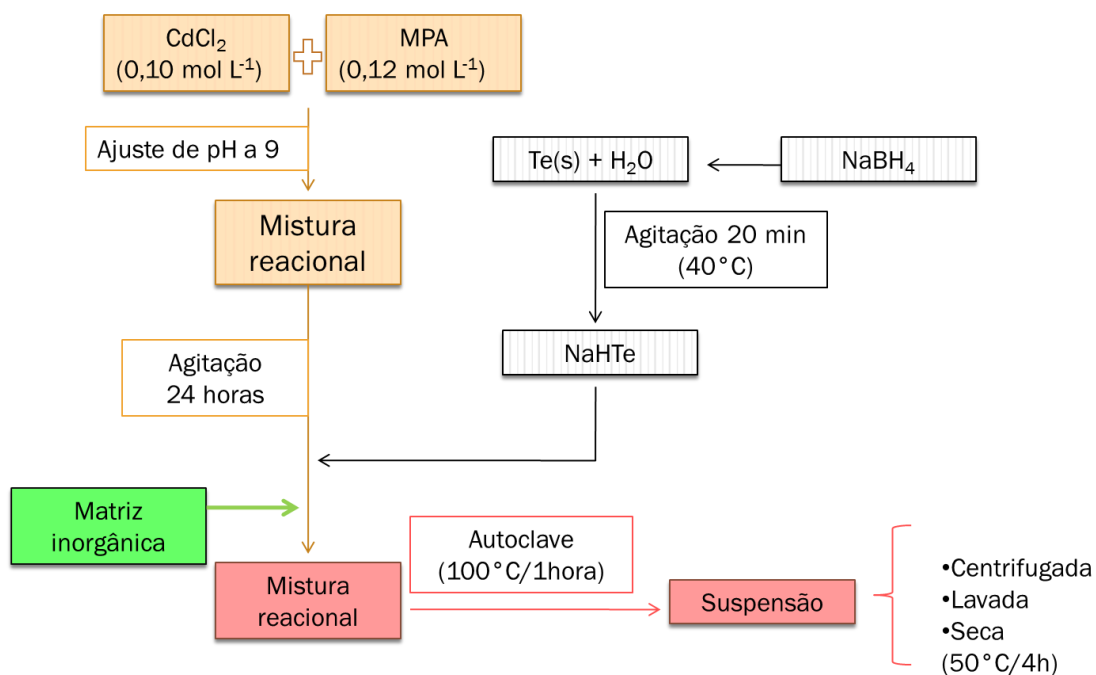 CdCl₂
(0,10 mol L⁻¹)
MPA
(0,12 mol L⁻¹)
Ajuste de pH a 9
Te(s) + H₂O
NaBH₄
Mistura
reacional
Agitação 20 min
(40°C)
NaHTe
Agitação
24 horas
Matriz
inorgânica
Mistura
reacional
Autoclave
(100°C/1hora)
Suspensão
•Centrifugada
•Lavada
•Seca
(50°C/4h)